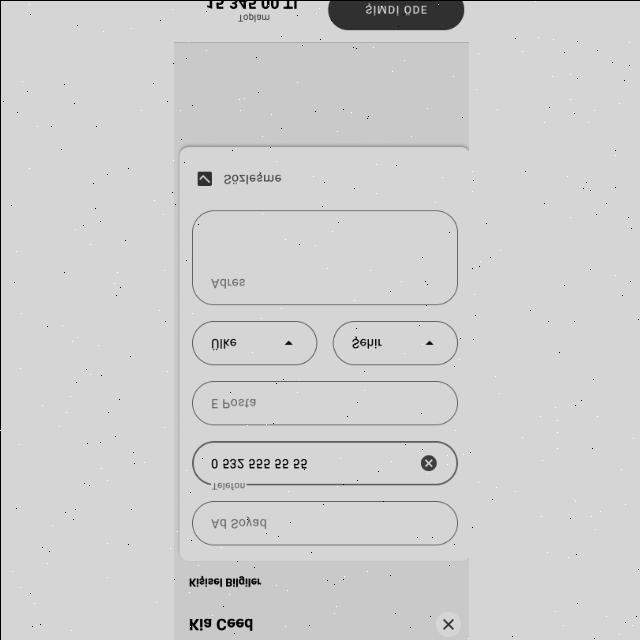 Kia Ceed
Kişisel Bilgiler
Ad Soyad
Telefon
0 532 555 55 55
E Posta
Ülke
Şehir
Adres
Sözleşme
Toplam
15 345 00 TL
ŞİMDİ ÖDE